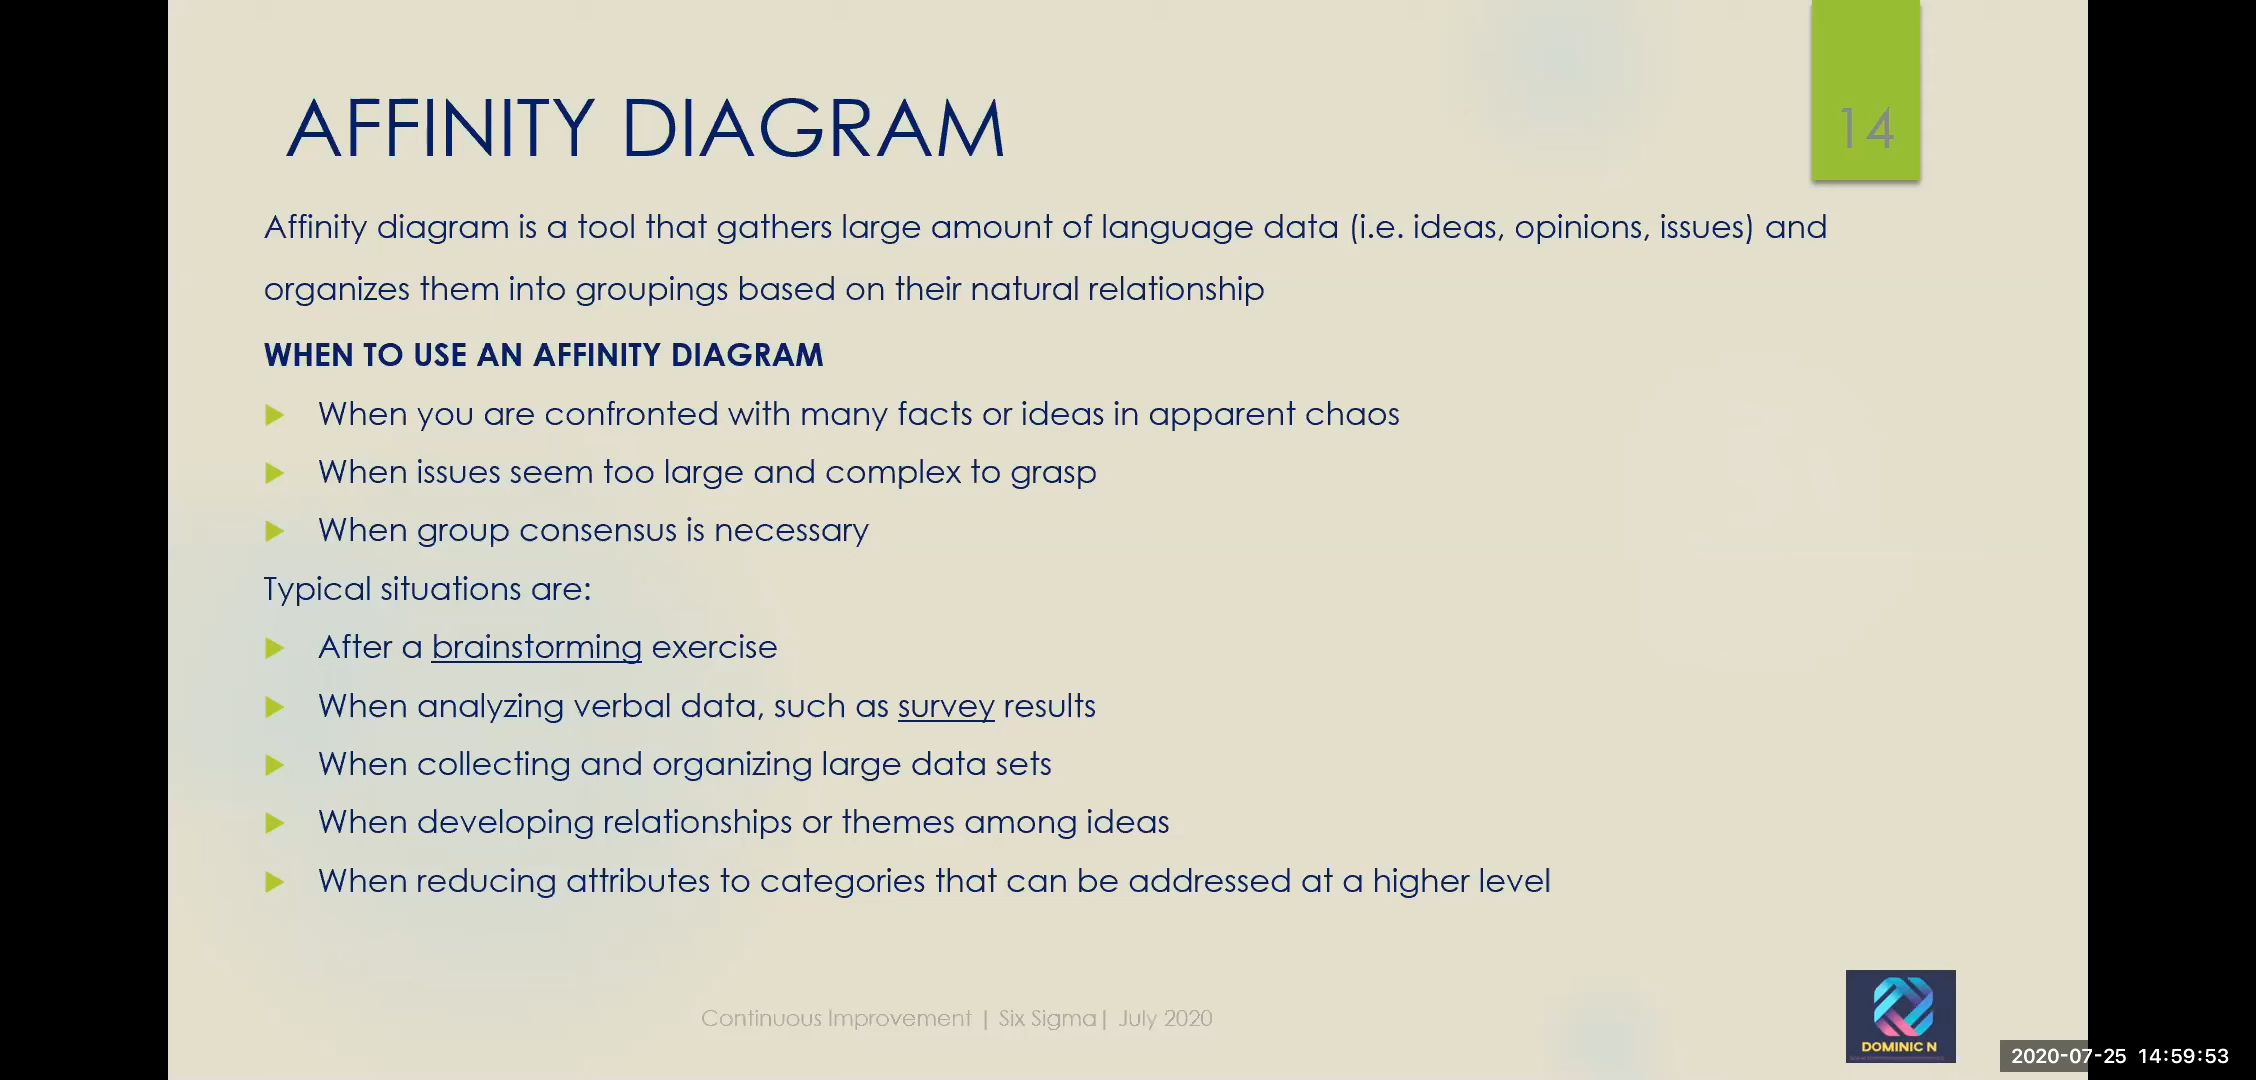 AFFINITY DIAGRAM
14
Affinity diagram is a tool that gathers large amount of language data (i.e. ideas, opinions, issues) and
organizes them into groupings based on their natural relationship
WHEN TO USE AN AFFINITY DIAGRAM
When you are confronted with many facts or ideas in apparent chaos
When issues seem too large and complex to grasp
When group consensus is necessary
Typical situations are:
After a brainstorming exercise
When analyzing verbal data, such as survey results
When collecting and organizing large data sets
When developing relationships or themes among ideas
When reducing attributes to categories that can be addressed at a higher level
Continuous Improvement | Six Sigma| July 2020
DOMINIC N
2020-07-25 14:59:53